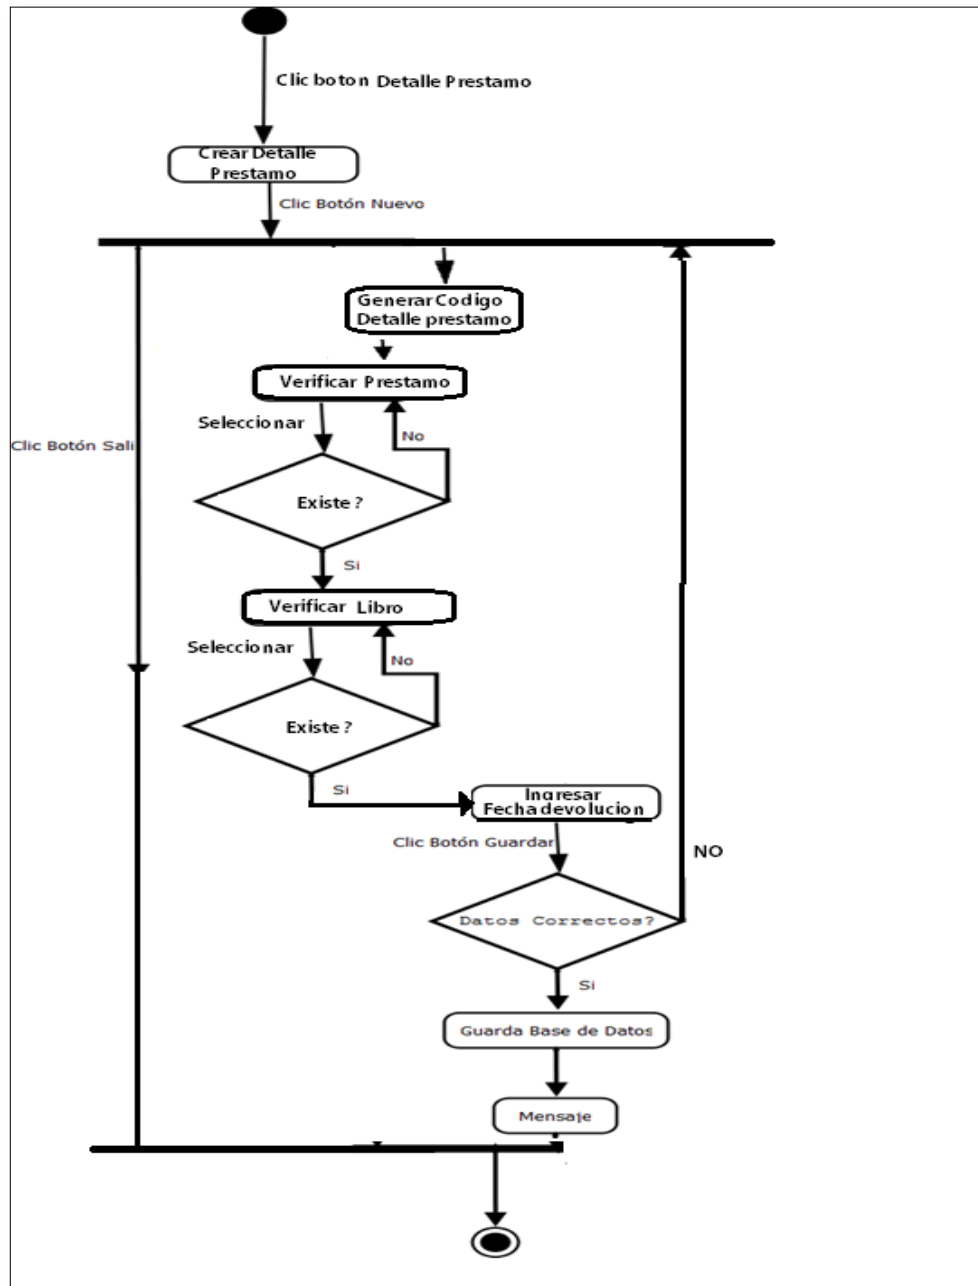 Clic boton Detalle Prestamo
Crear Detalle
Prestamo
Clic Botón Nuevo
Generar Codigo
Detalle prestamo
Verificar Prestamo
Seleccionar
No
Clic Botón Sali
Existe?
Si
Verificar Libro
Seleccionar
No
Existe?
Si
Ingresar
Fecha devolucion
Clic Botón Guardar
NO
Datos Correctos?
Si
Guarda Base de Datos
Mensaje